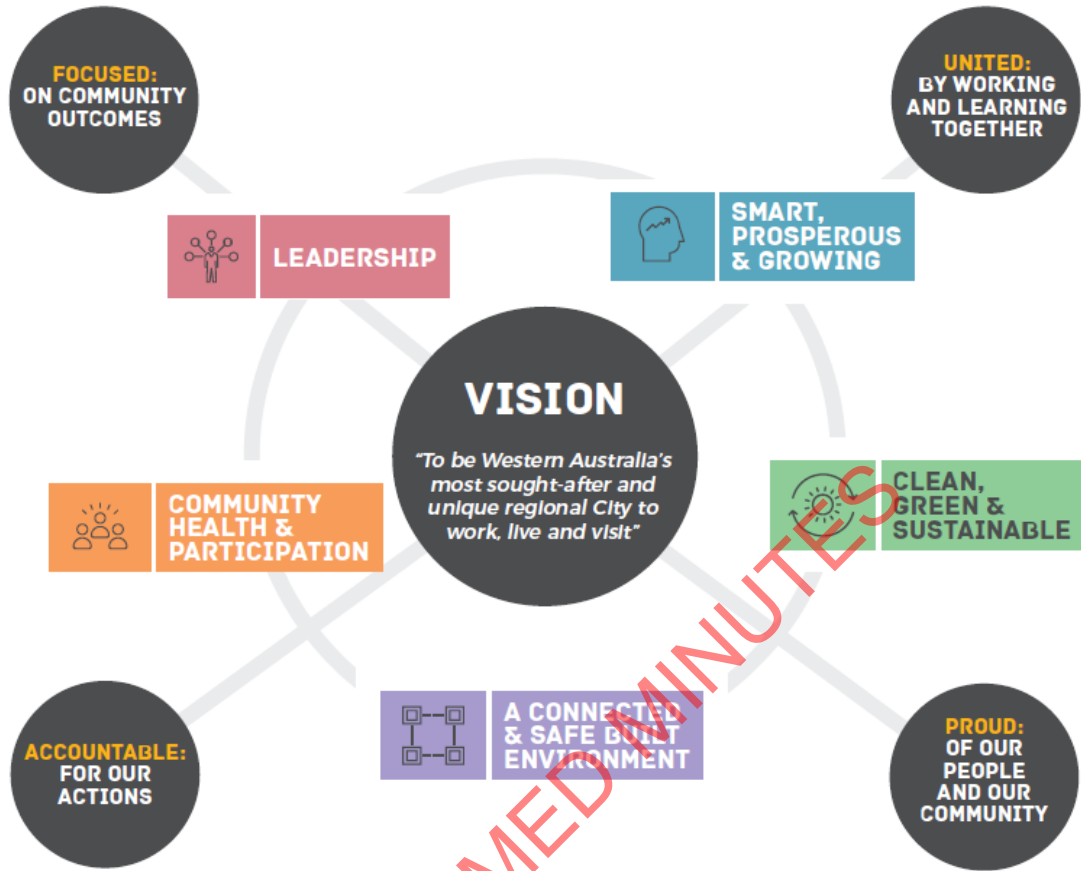 FOCUSED:
ON COMMUNITY
OUTCOMES
UNITED:
BY WORKING
AND LEARNING
TOGETHER
LEADERSHIP
SMART,
PROSPEROUS
& GROWING
VISION
"To be Western Australia's
most sought-after and
unique regional City to
work, live and visit"
COMMUNITY
HEALTH &
PARTICIPATION
CLEAN,
GREEN &
SUSTAINABLE
A CONNECTED
& SAFE BUILT
ENVIRONMENT
ACCOUNTABLE:
FOR OUR
ACTIONS
PROUD:
OF OUR
PEOPLE
AND OUR
COMMUNITY
MED MINUTES